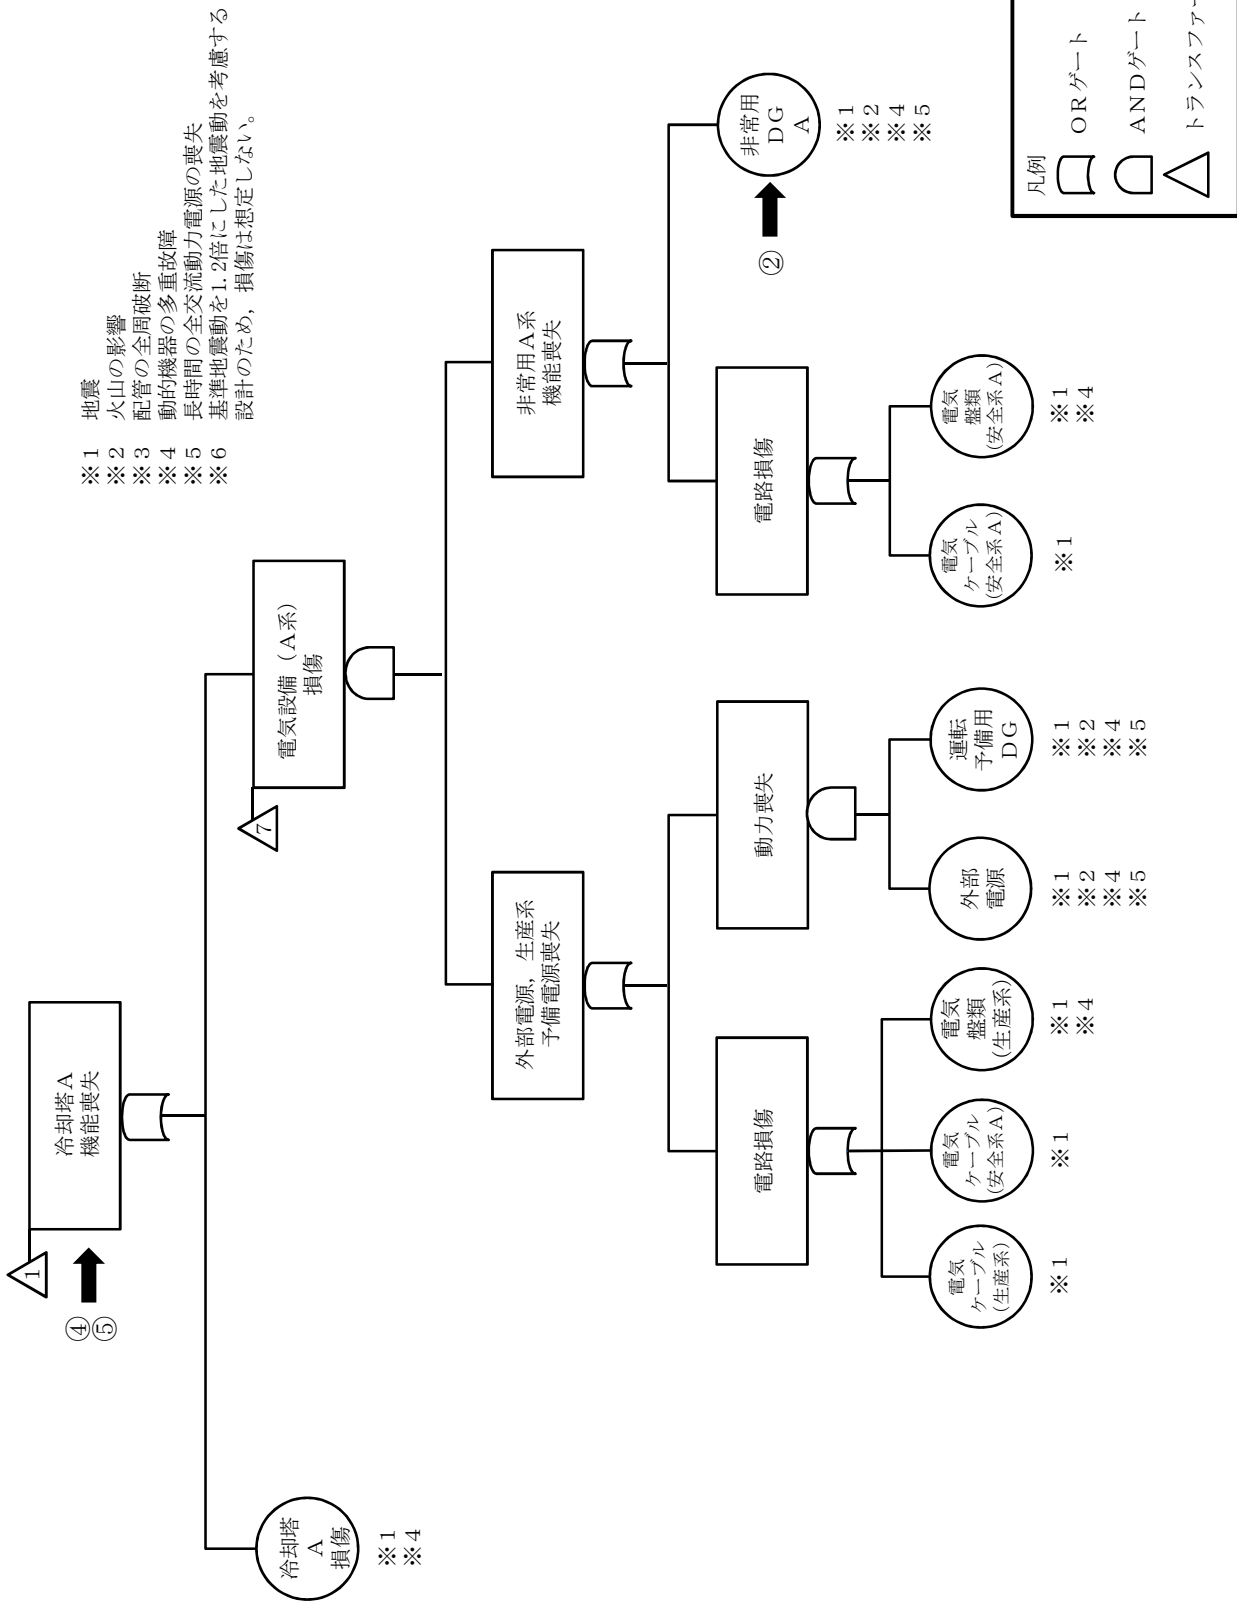 ※1 地震
※2 火山の影響
※3 配管の全周破断
※4 動的機器の多重故障
※5 長時間の全交流動力電源の喪失
※6 基準地震動を1.2倍にした地震動を考慮する
設計のため，損傷は想定しない。
1
④
⑤
冷却塔A
機能喪失
冷却塔
A
損傷
※1
※4
7
電気設備（A系）
損傷
外部電源，生産系
予備電源喪失
非常用A系
機能喪失
電路損傷
動力喪失
電路損傷
②
非常用
DG
A
※1
※2
※4
※5
電気
ケーブル
(生産系)
※1
電気
ケーブル
(安全系A)
※1
電気
盤類
(生産系)
※1
※4
外部
電源
※1
※2
※4
※5
運転
予備用
DG
※1
※2
※4
※5
電気
ケーブル
(安全系A)
※1
電気
盤類
(安全系A)
※1
※4
凡例
ORゲート
ANDゲート
トランスファー